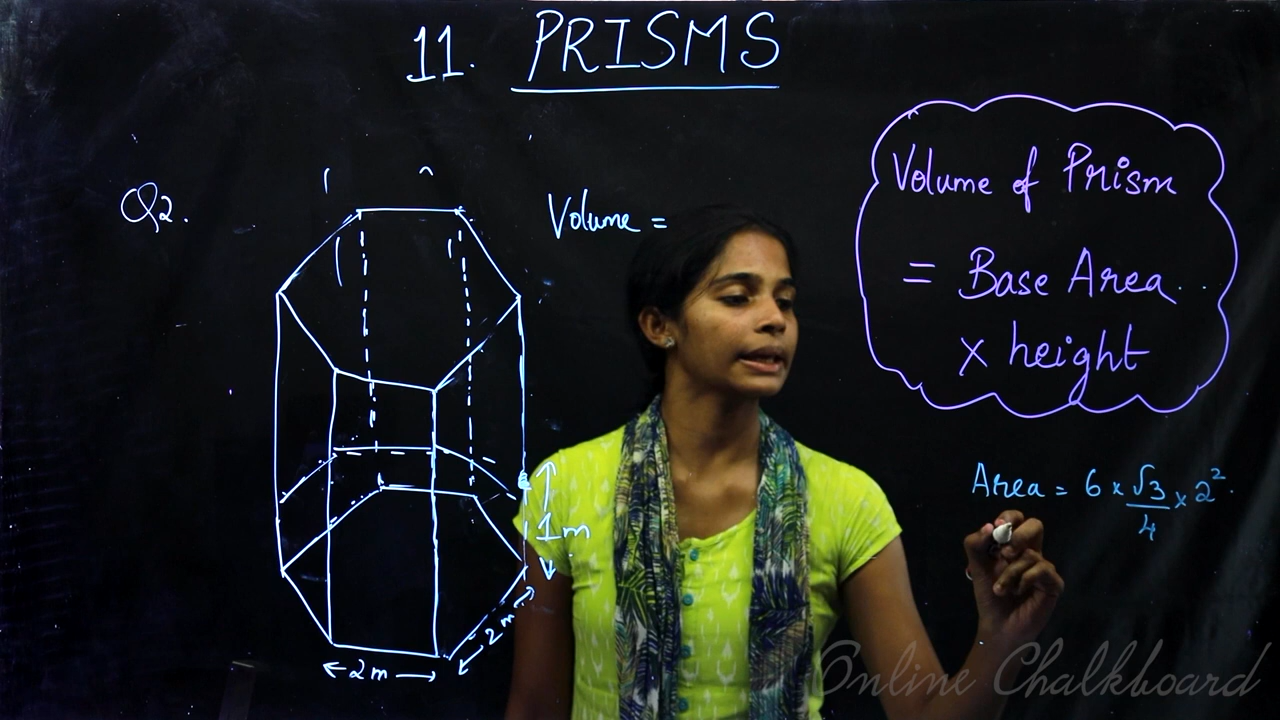 11. PRISMS
Q2.
Volume =
Volume of Prism
= Base Area
× height
Area = 6 × √3/4 × 2².
1m
2m
2m
Online Chalkboard